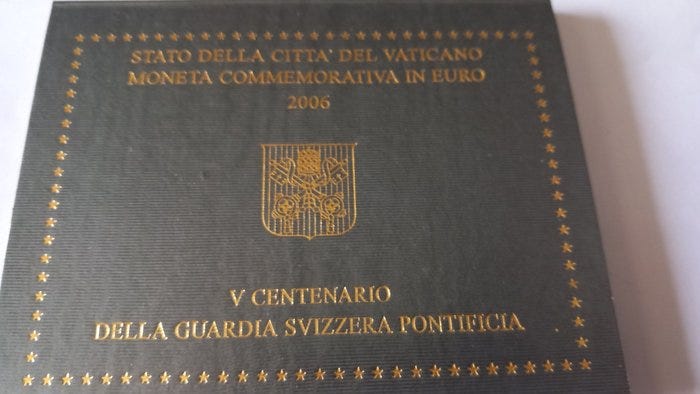 STATO DELLA CITTA' DEL VATICANO
MONETA COMMEMORATIVA IN EURO
2006
V CENTENARIO
DELLA GUARDIA SVIZZERA PONTIFICIA